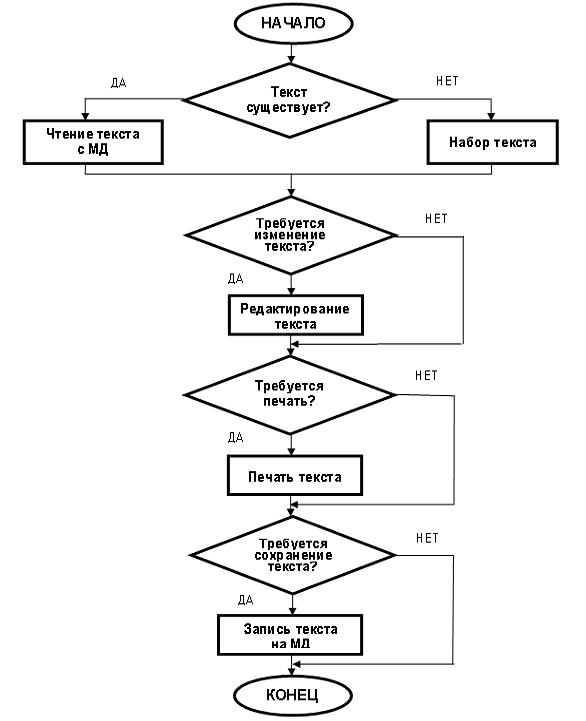 НАЧАЛО
Текст
существует?
ДА
НЕТ
Чтение текста
с МД
Набор текста
Требуется
изменение
текста?
НЕТ
ДА
Редактирование
текста
Требуется
печать?
НЕТ
ДА
Печать текста
Требуется
сохранение
текста?
НЕТ
ДА
Запись текста
на МД
КОНЕЦ